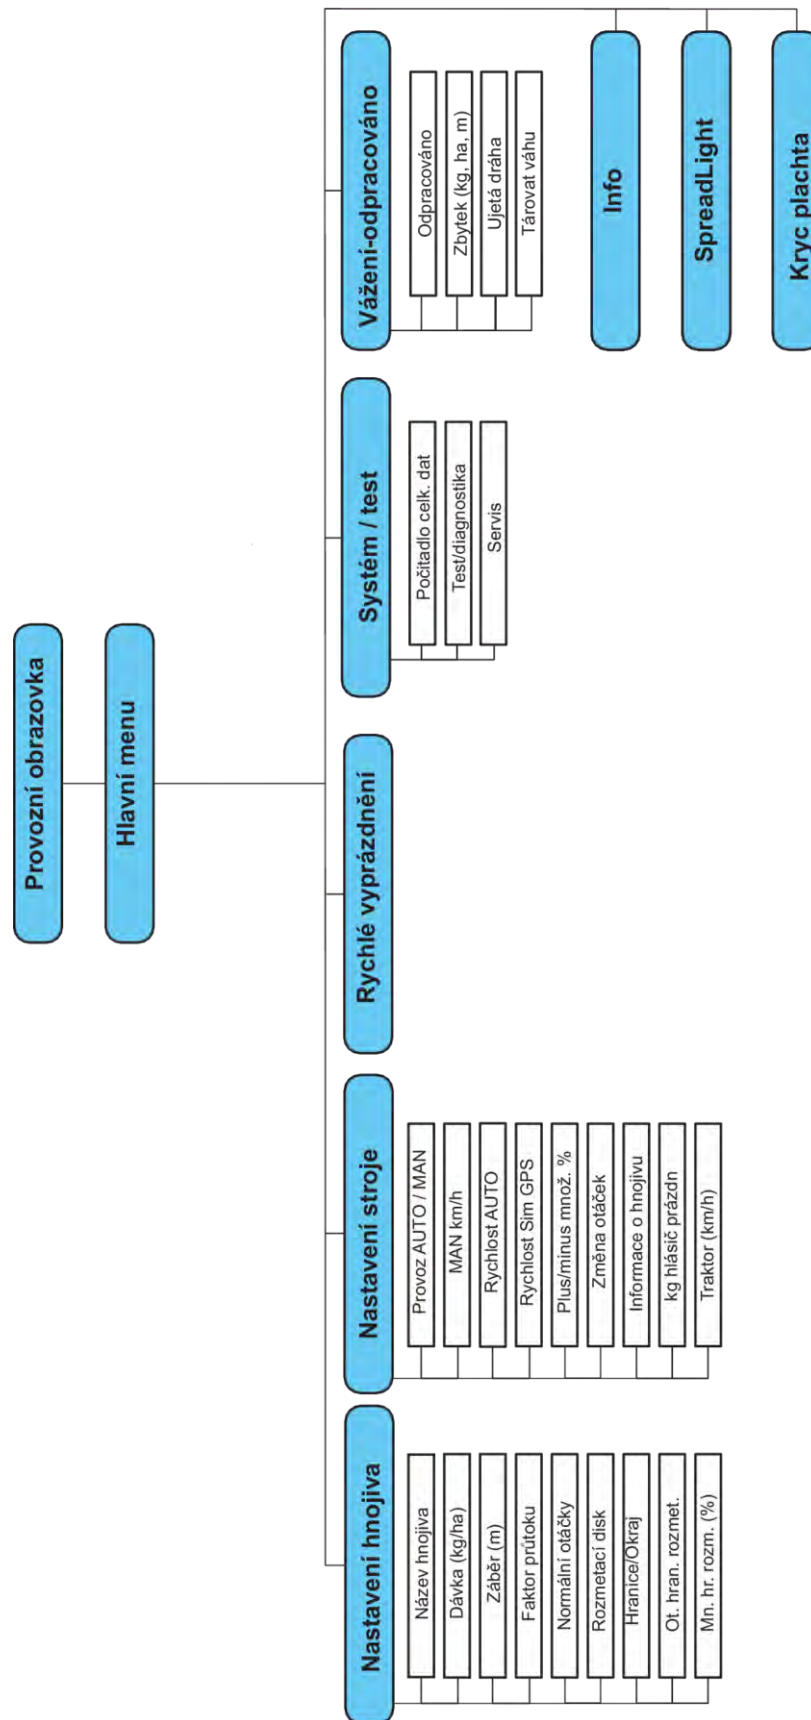 Provozní obrazovka
Hlavní menu
Nastavení hnojiva
Název hnojiva
Dávka (kg/ha)
Záběr (m)
Faktor průtoku
Normální otáčky
Rozmetací disk
Hranice/Okraj
Ot. hran. rozmet.
Mn. hr. rozm. (%)
Nastavení stroje
Provoz AUTO / MAN
MAN km/h
Rychlost AUTO
Rychlost Sim GPS
Plus/minus množ. %
Změna otáček
Informace o hnojivu
kg hlásič prázdn
Traktor (km/h)
Rychlé vyprázdnění
Systém / test
Počitadlo celk. dat
Test/diagnostika
Servis
Vážení-odpracováno
Odpracováno
Zbytek (kg, ha, m)
Ujetá dráha
Tárovat váhu
Info
SpreadLight
Kryc plachta